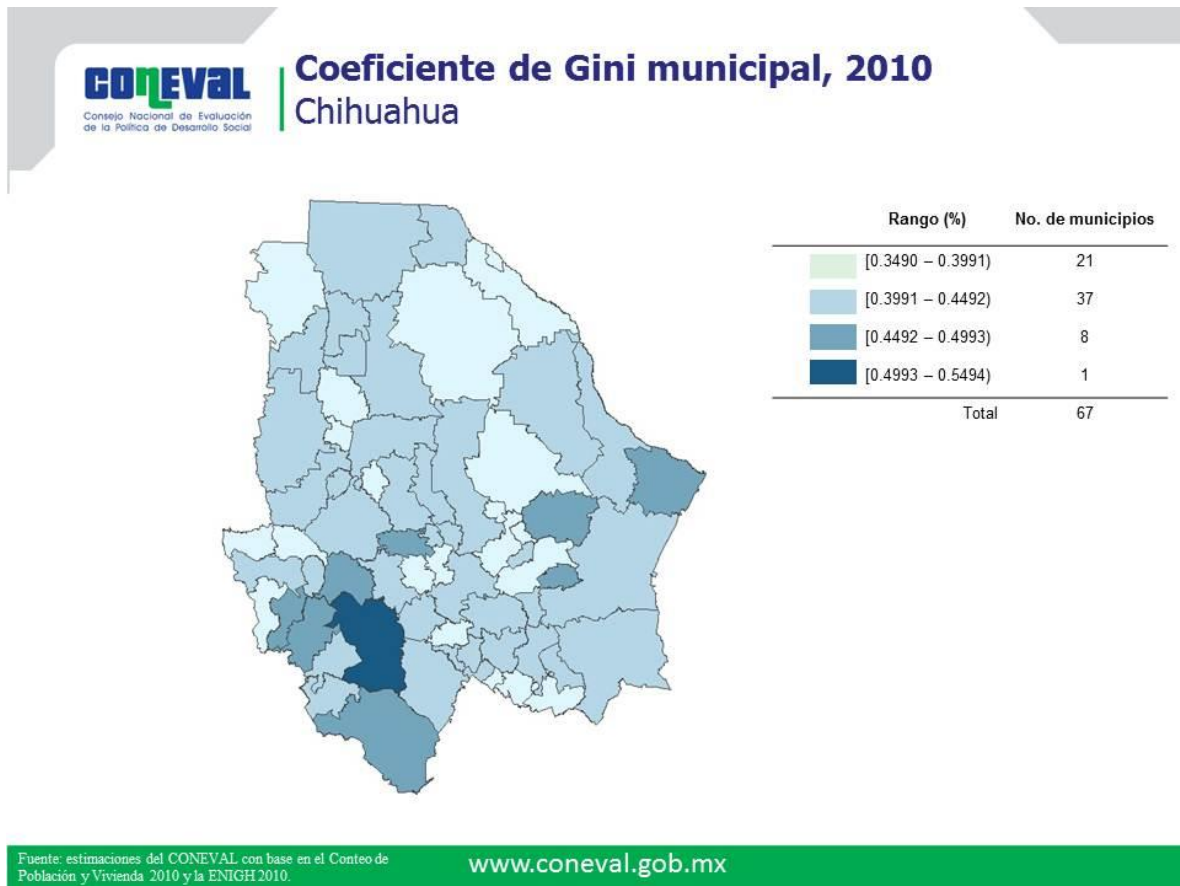 CONEVAL
Consejo Nacional de Evaluación
de la Política de Desarrollo Social
Coeficiente de Gini municipal, 2010
Chihuahua
Rango (%) No. de municipios
[0.3490 – 0.3991) 21
[0.3991 – 0.4492) 37
[0.4492 – 0.4993) 8
[0.4993 – 0.5494) 1
Total 67
Fuente: estimaciones del CONEVAL con base en el Conteo de
Población y Vivienda 2010 y la ENIGH 2010.
www.coneval.gob.mx